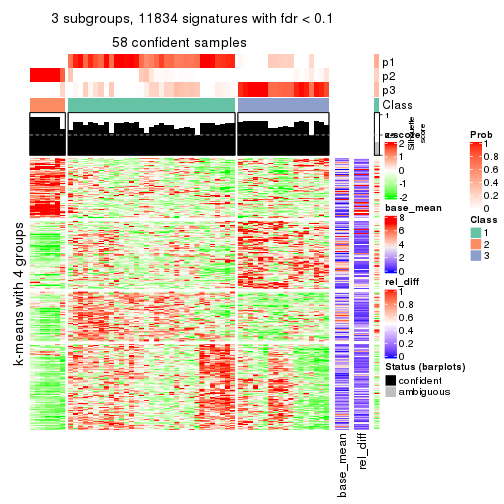 3 subgroups, 11834 signatures with fdr < 0.1
58 confident samples
p1
p2
p3
Class
1
0
Silhouette
score
z-score
2
1
0
-1
-2
base_mean
8
6
4
2
0
rel_diff
1
0.8
0.6
0.4
0.2
0
Status (barplots)
confident
ambiguous
Prob
1
0.8
0.6
0.4
0.2
0
Class
1
2
3
k-means with 4 groups
base_mean
rel_diff